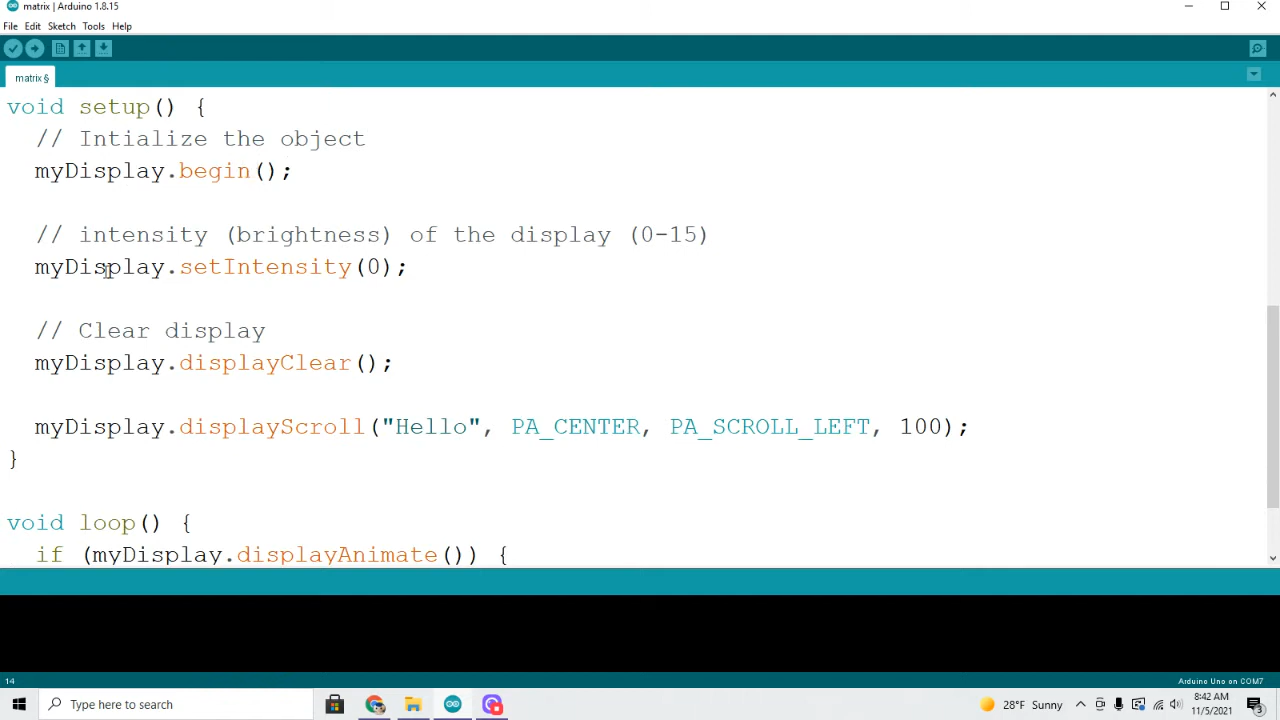 matrix | Arduino 1.8.15
File Edit Sketch Tools Help
matrix §
void setup() {
// Intialize the object
myDisplay.begin();
// intensity (brightness) of the display (0-15)
myDisplay.setIntensity(0);
// Clear display
myDisplay.displayClear();
myDisplay.displayScroll("Hello", PA_CENTER, PA_SCROLL_LEFT, 100);
}
void loop() {
if (myDisplay.displayAnimate()) {
14
Arduino Uno on COM7
Type here to search
28°F Sunny
8:42 AM
11/5/2021
3